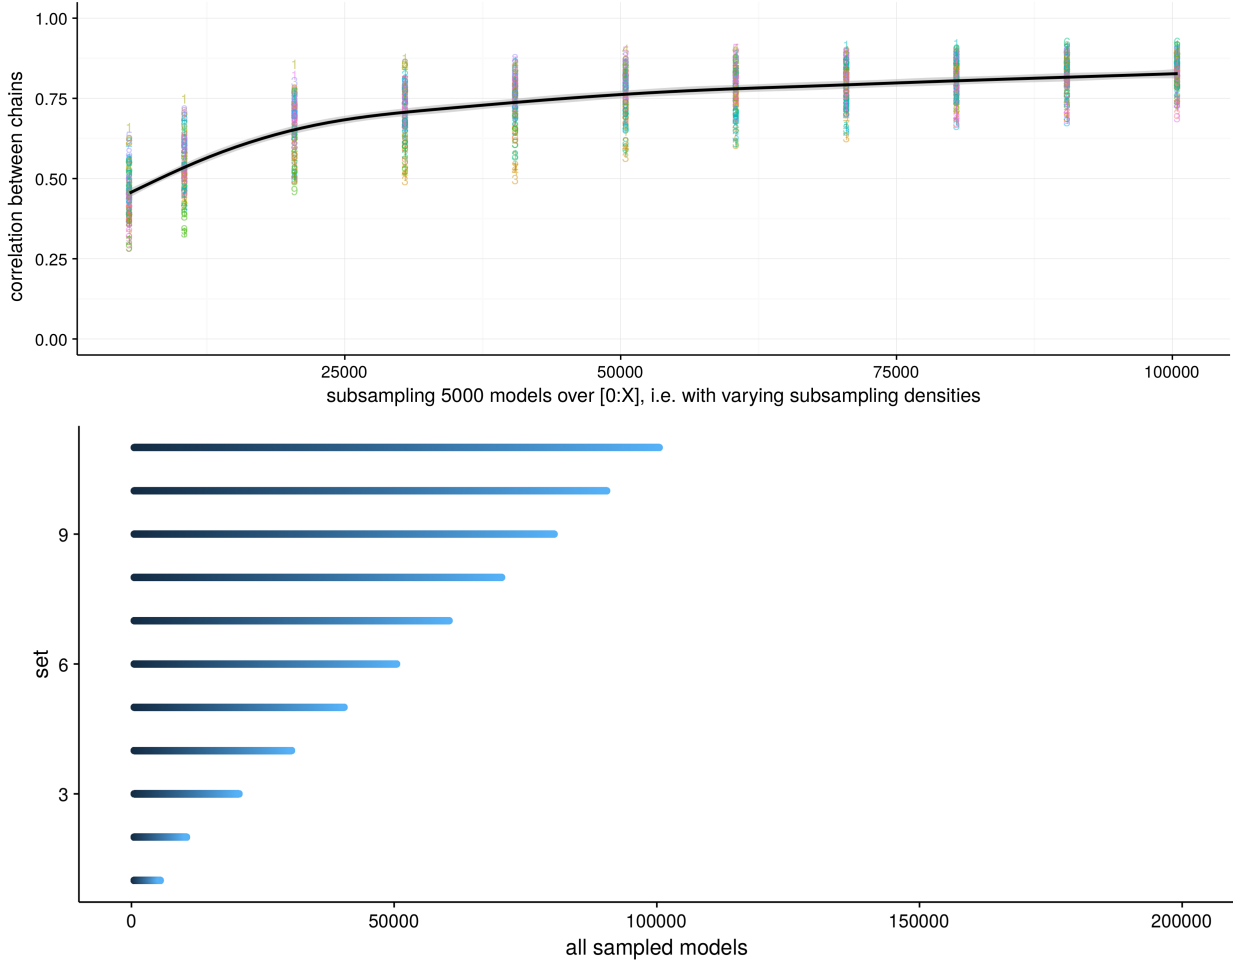 1.00
0.75
0.50
0.25
0.00
correlation between chains
25000 50000 75000 100000
subsampling 5000 models over [0:X], i.e. with varying subsampling densities
9
6
3
set
0 50000 100000 150000 200000
all sampled models